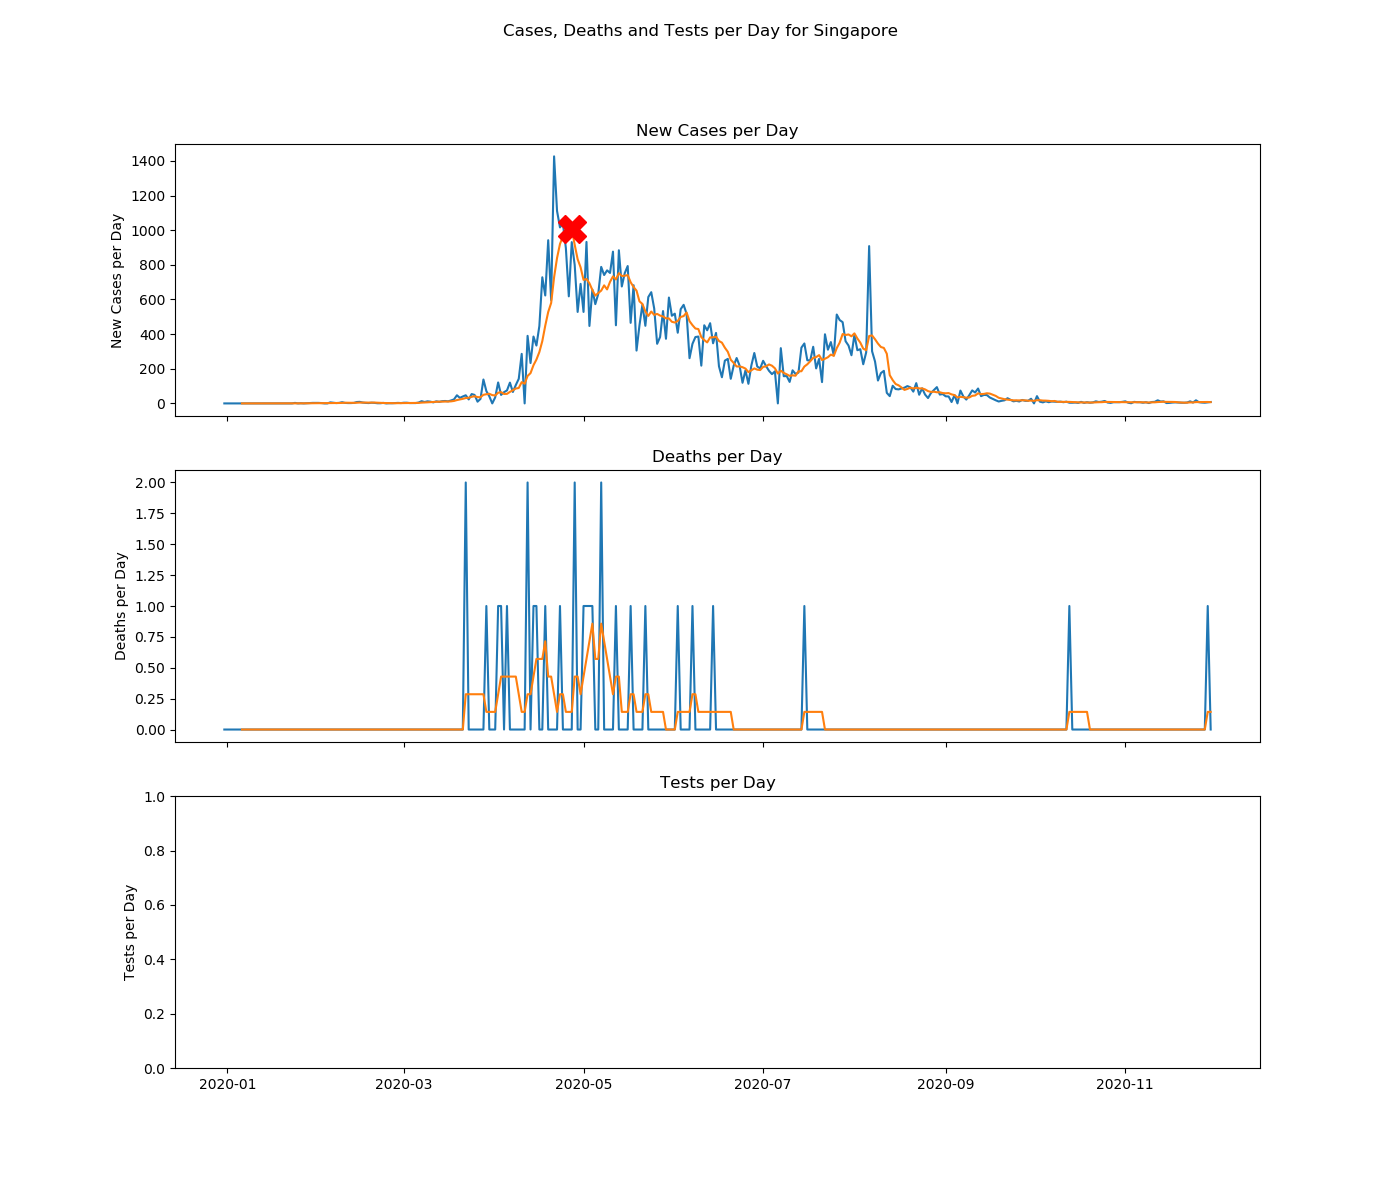 Cases, Deaths and Tests per Day for Singapore
New Cases per Day
New Cases per Day
1400
1200
1000
800
600
400
200
0
Deaths per Day
Deaths per Day
2.00
1.75
1.50
1.25
1.00
0.75
0.50
0.25
0.00
Tests per Day
Tests per Day
1.0
0.8
0.6
0.4
0.2
0.0
2020-01 2020-03 2020-05 2020-07 2020-09 2020-11